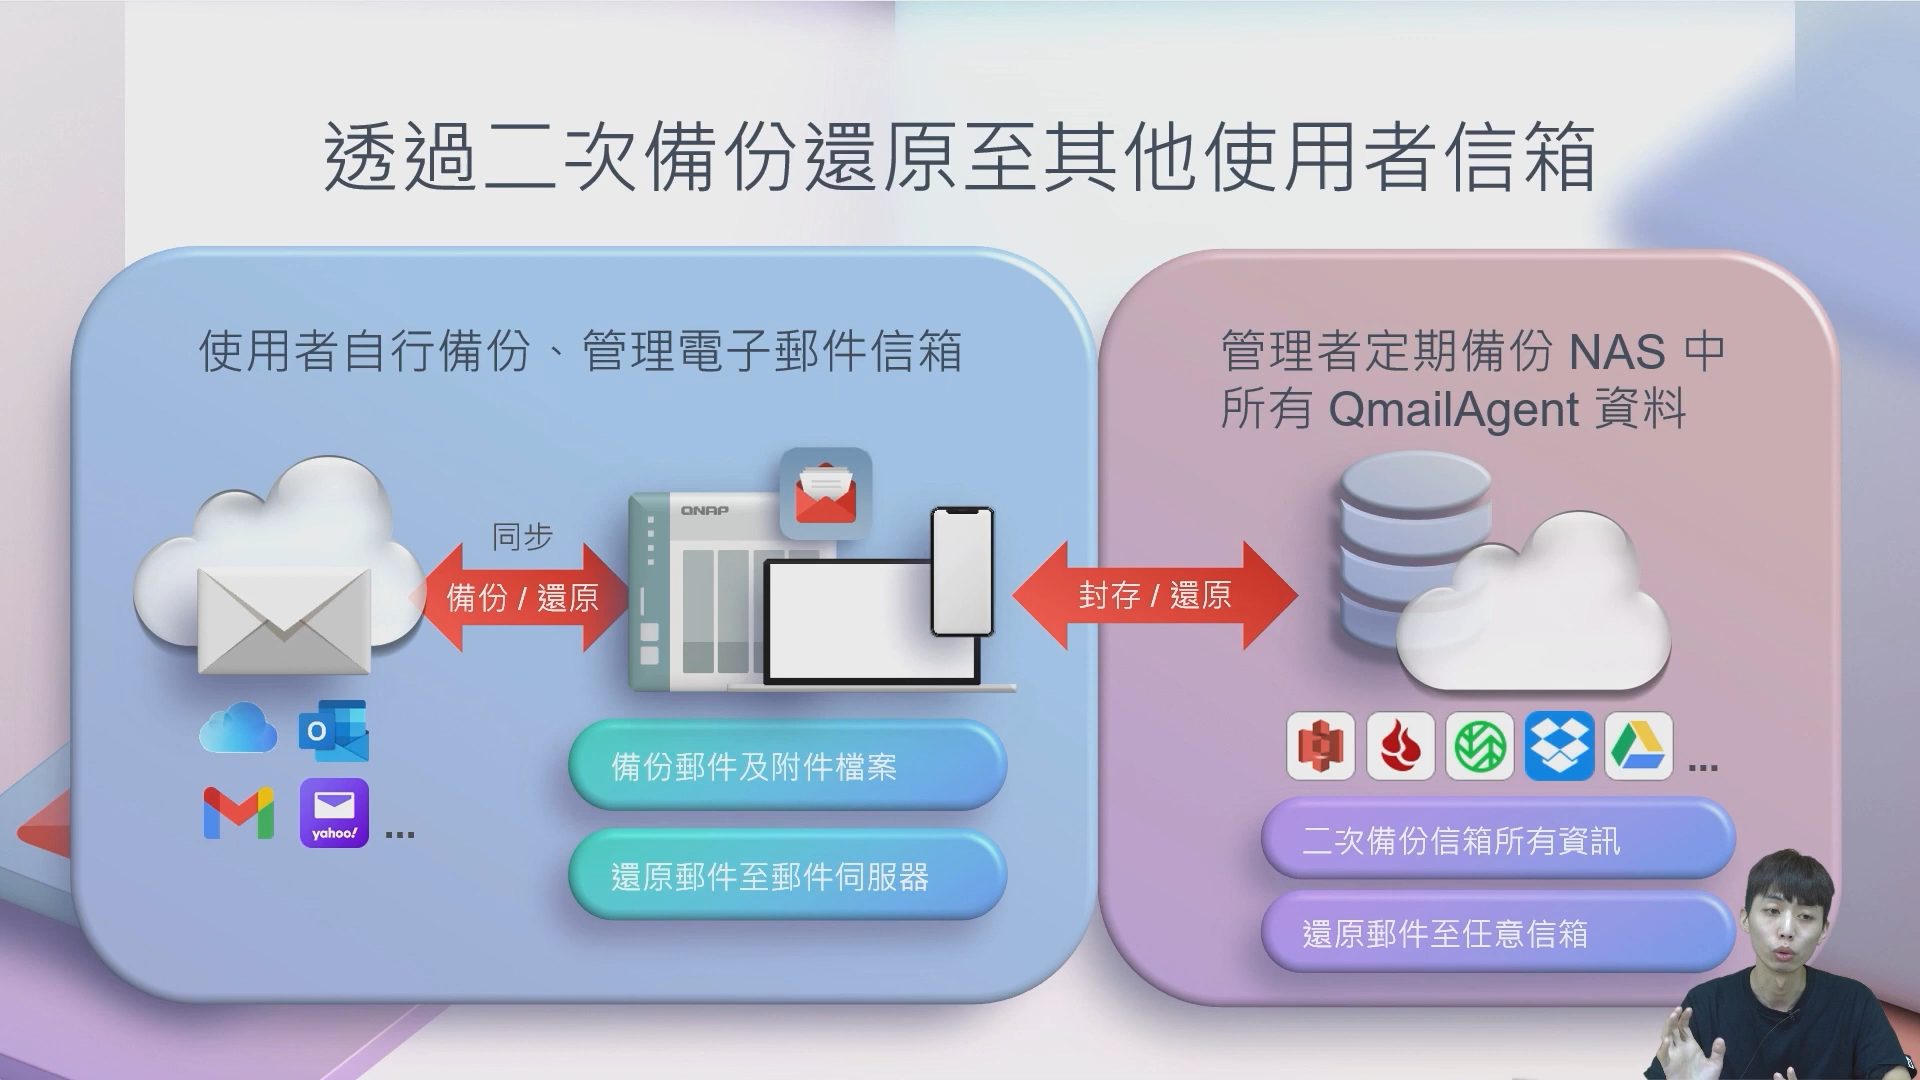 透過二次備份還原至其他使用者信箱
使用者自行備份、管理電子郵件信箱
同步
備份 / 還原
QNAP
O
yahoo!
...
備份郵件及附件檔案
還原郵件至郵件伺服器
封存 / 還原
管理者定期備份 NAS 中
所有 QmailAgent 資料
...
二次備份信箱所有資訊
還原郵件至任意信箱